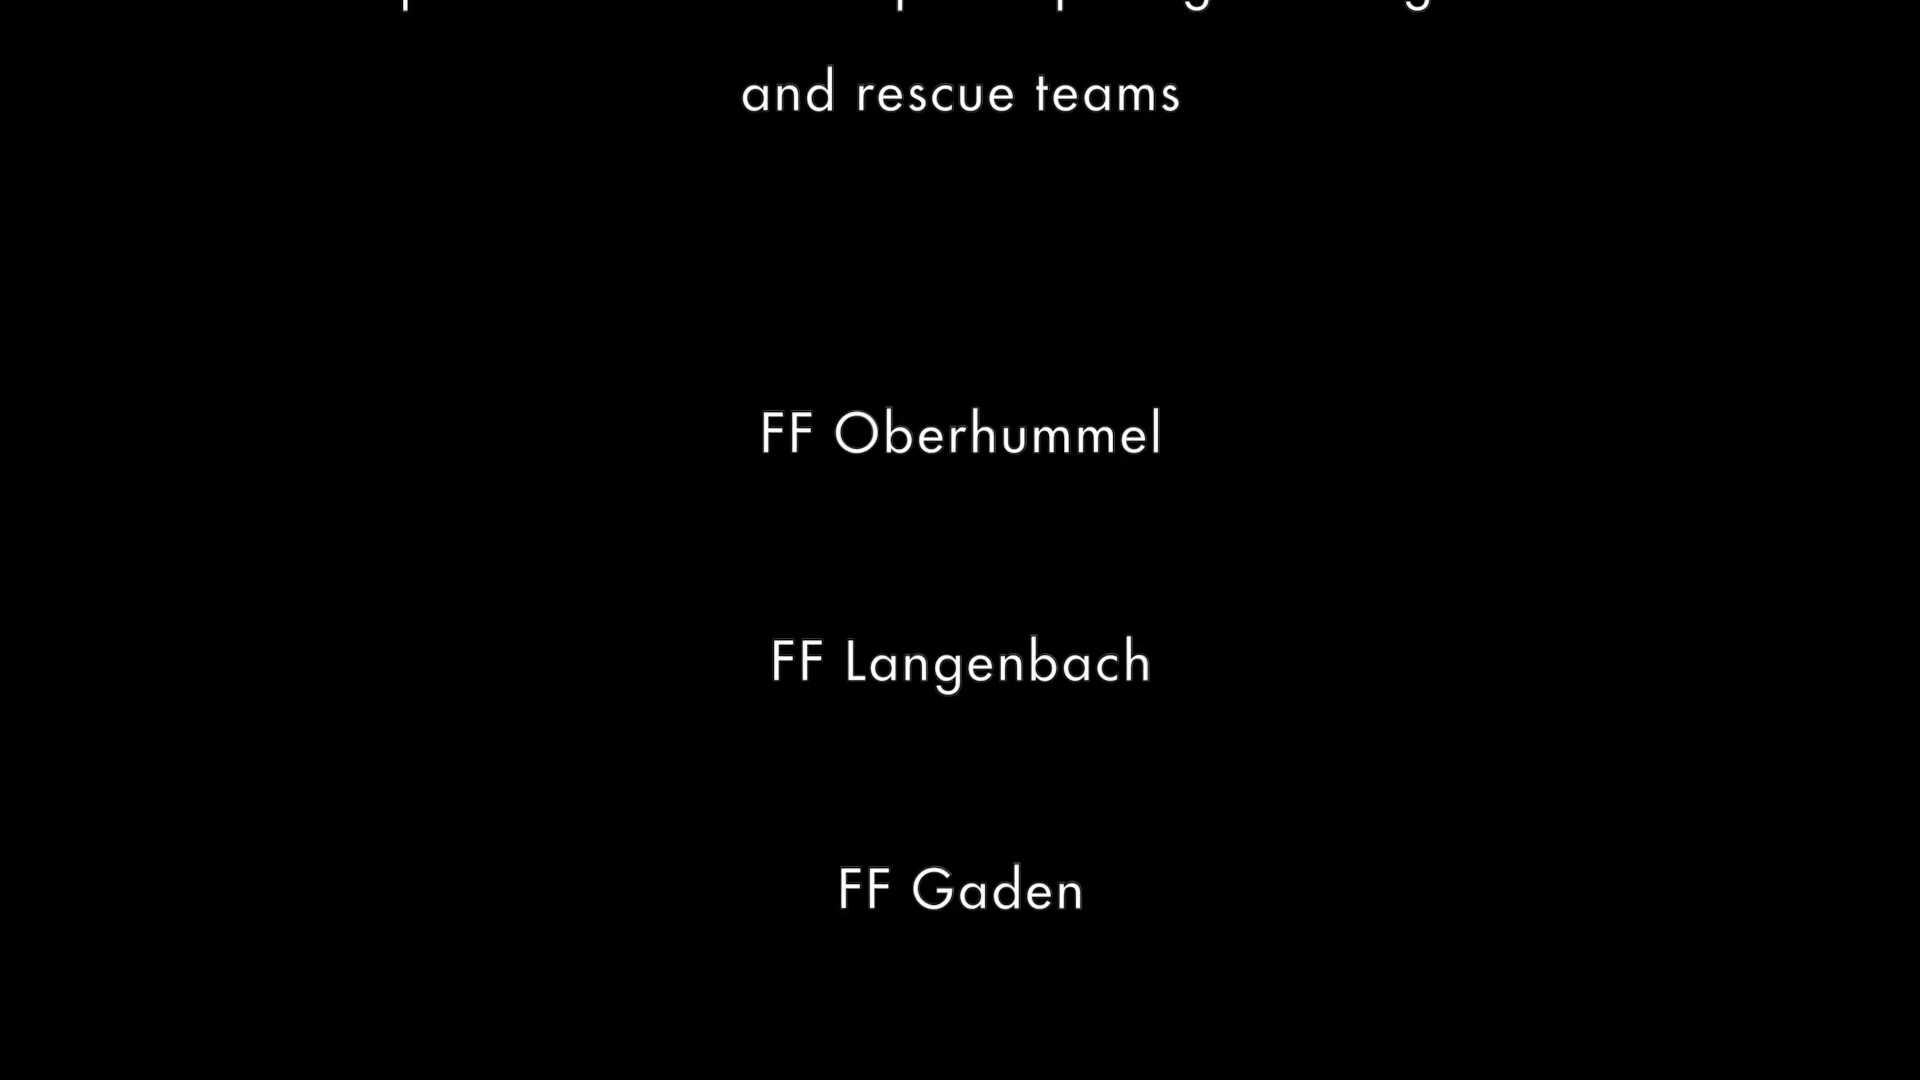 and rescue teams
FF Oberhummel
FF Langenbach
FF Gaden